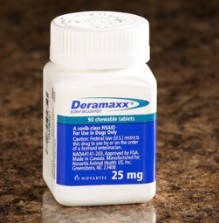 Deramaxx®
(deracoxib)
90 chewable tablets
A coxib-class NSAID
For Use in Dogs Only
Caution: Federal law (U.S.) restricts
this drug to use by or on the order
of a licensed veterinarian.
NADA#141-203, Approved by FDA.
Made in Canada. Manufactured for:
Novartis Animal Health US, Inc.
Greensboro, NC 27408
NOVARTIS
25 mg